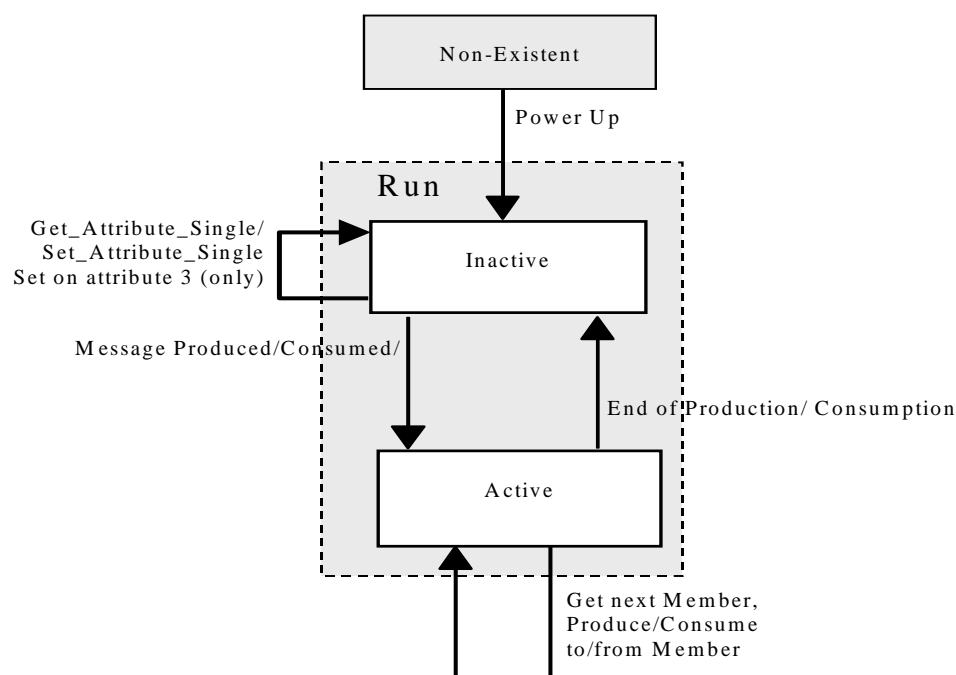 Non-Existent
Power Up
Run
Get_Attribute_Single/
Set_Attribute_Single
Set on attribute 3 (only)
Inactive
Message Produced/Consumed/
End of Production/ Consumption
Active
Get next Member,
Produce/Consume
to/from Member